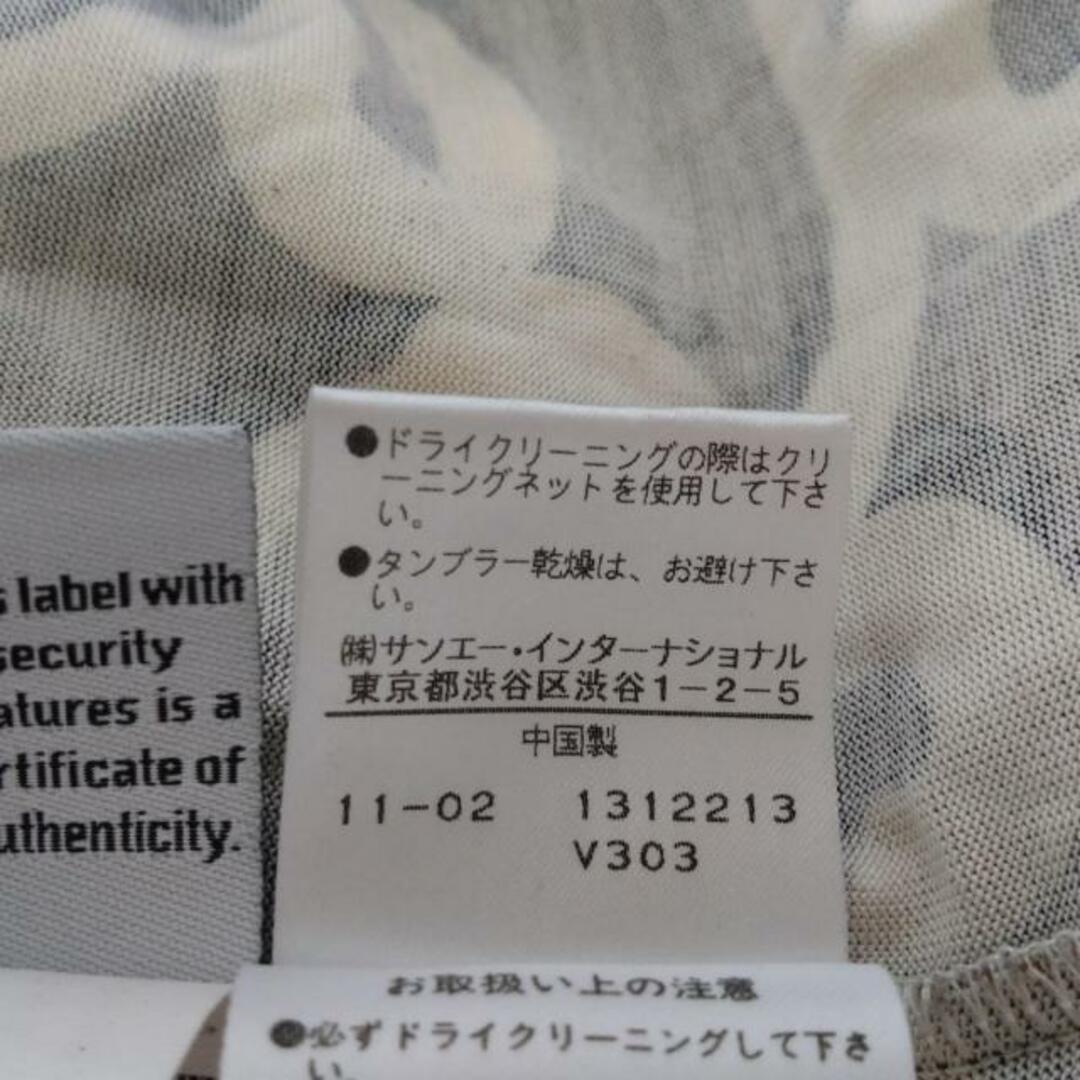 ●ドライクリーニングの際はクリ
ーニングネットを使用して下さ
い。
●タンブラー乾燥は、お避け下さ
い。
㈱サンエー・インターナショナル
東京都渋谷区渋谷1-2-5
中国製
11-02 1312213
V303
label with
security
is a
of
お取扱い上の注意
●必ずドライクリーニングして下さ
い。